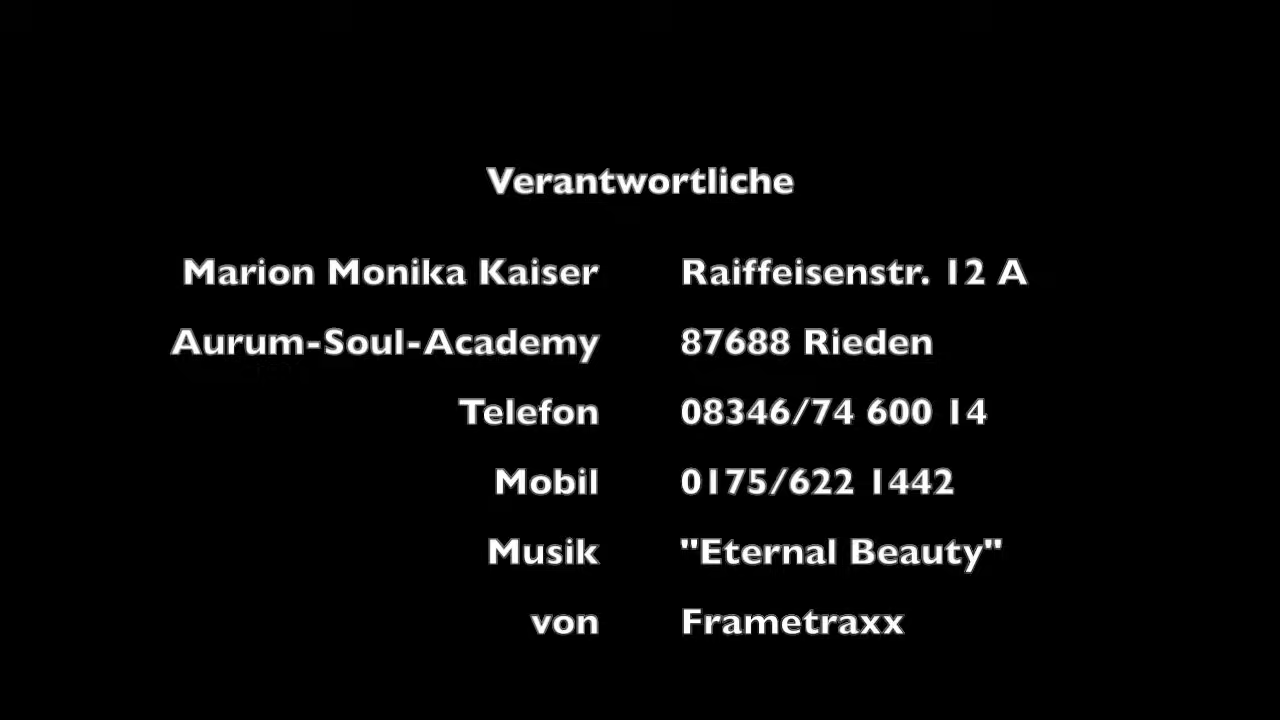 Verantwortliche
Marion Monika Kaiser Raiffeisenstr. 12 A
Aurum-Soul-Academy 87688 Rieden
Telefon 08346/74 600 14
Mobil 0175/622 1442
Musik "Eternal Beauty"
von Frametraxx